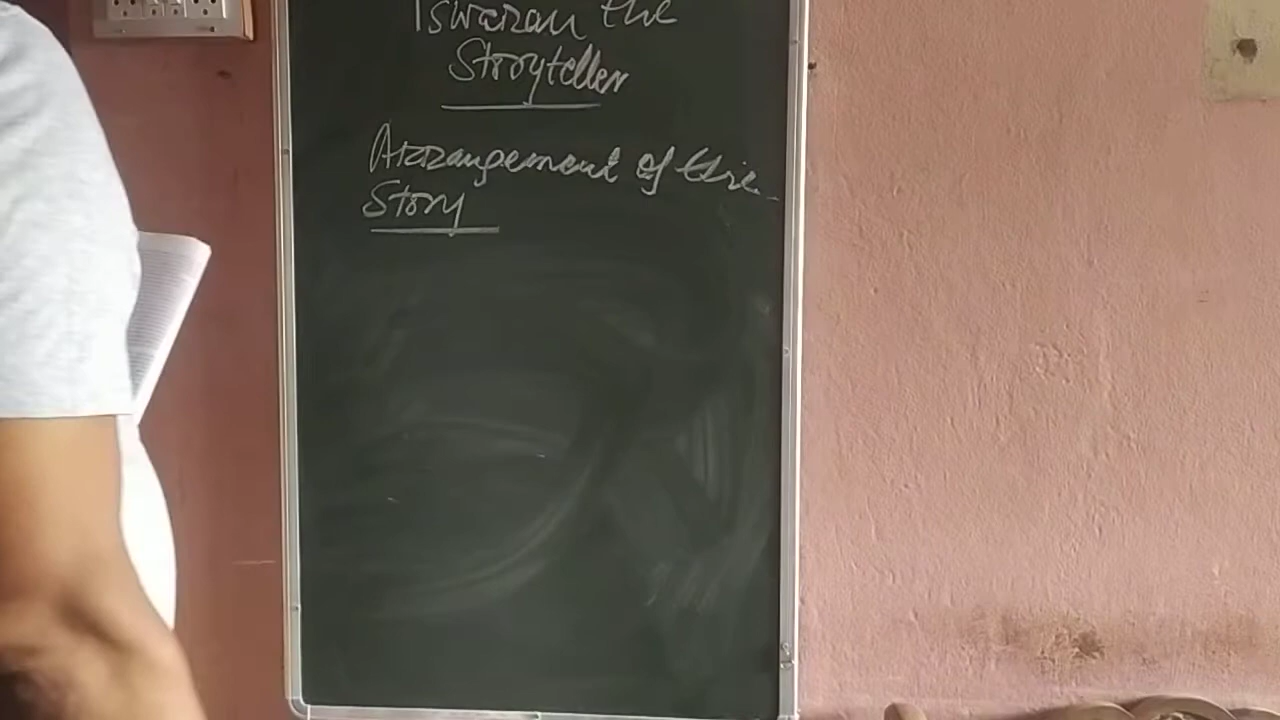 Iswaran the
Storyteller
Arrangement of the
Story